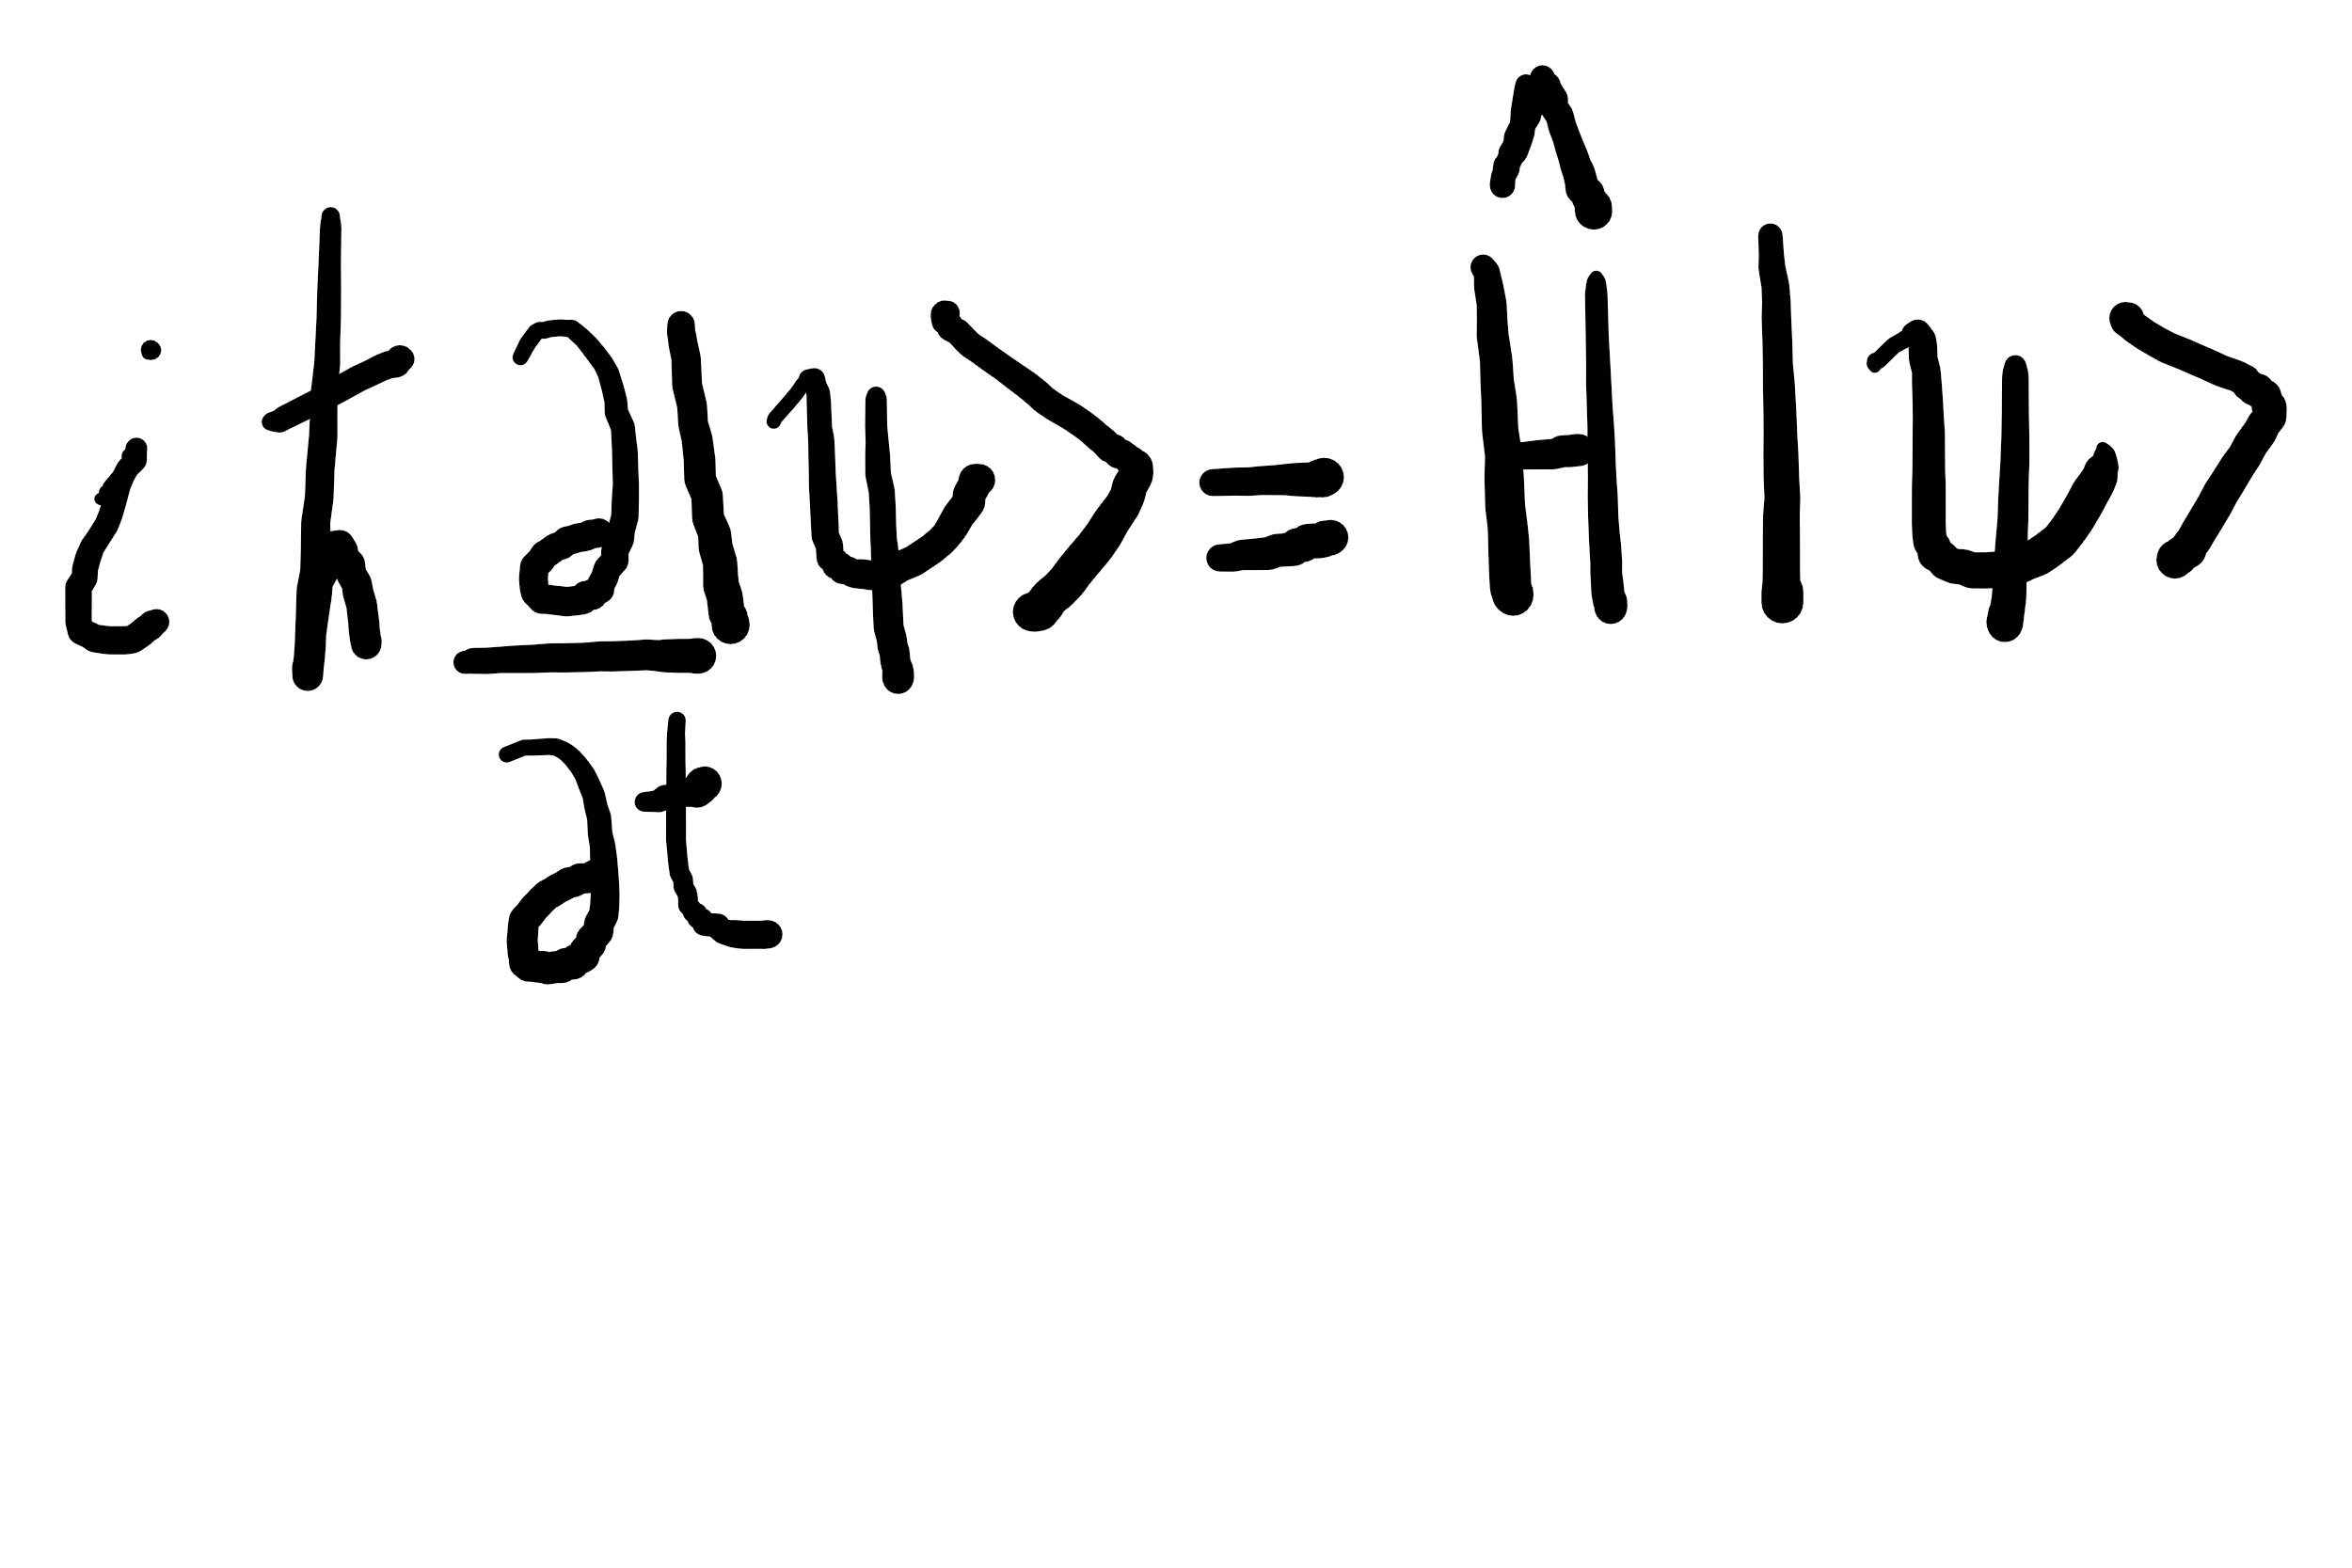 iħ ∂/∂t |ψ> = Ĥ |ψ>